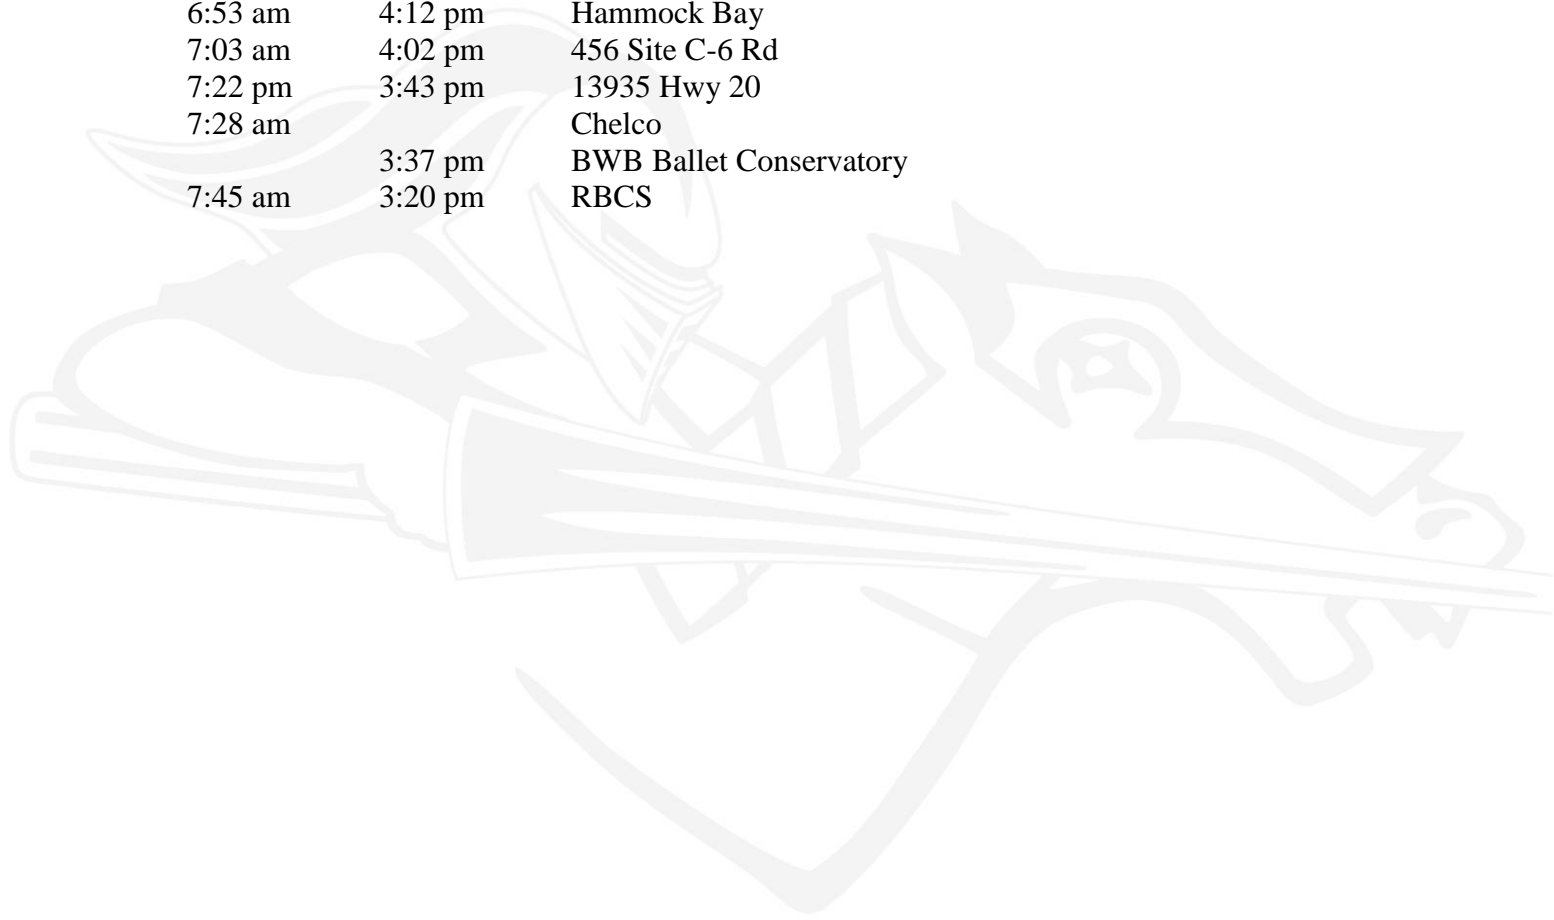 6:53 am 4:12 pm Hammock Bay
7:03 am 4:02 pm 456 Site C-6 Rd
7:22 pm 3:43 pm 13935 Hwy 20
7:28 am Chelco
3:37 pm BWB Ballet Conservatory
7:45 am 3:20 pm RBCS